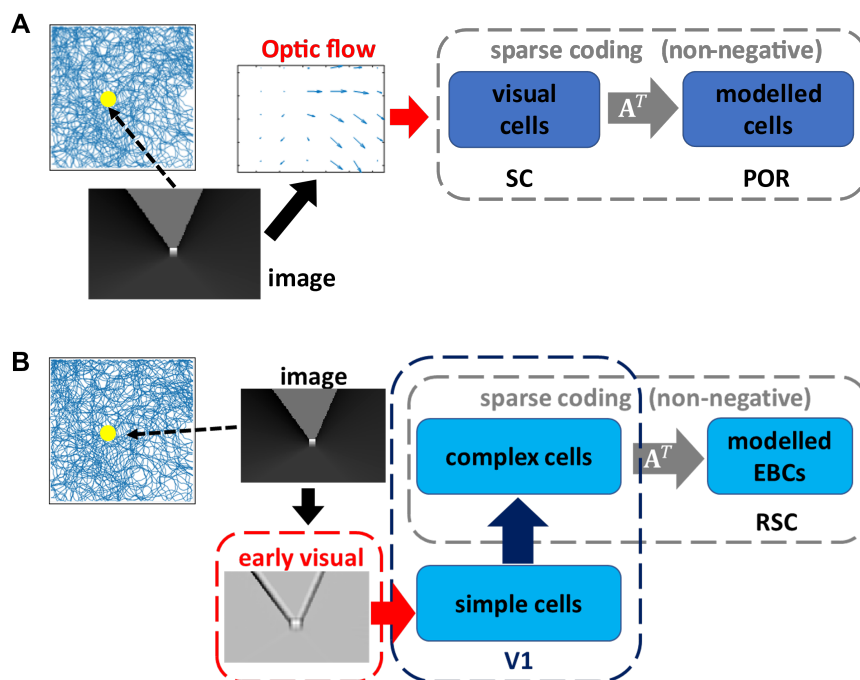 A
Optic flow
sparse coding (non-negative)
visual
cells
A^T
modelled
cells
SC
POR
image
B
image
sparse coding (non-negative)
complex cells
A^T
modelled
EBCs
RSC
early visual
simple cells
V1